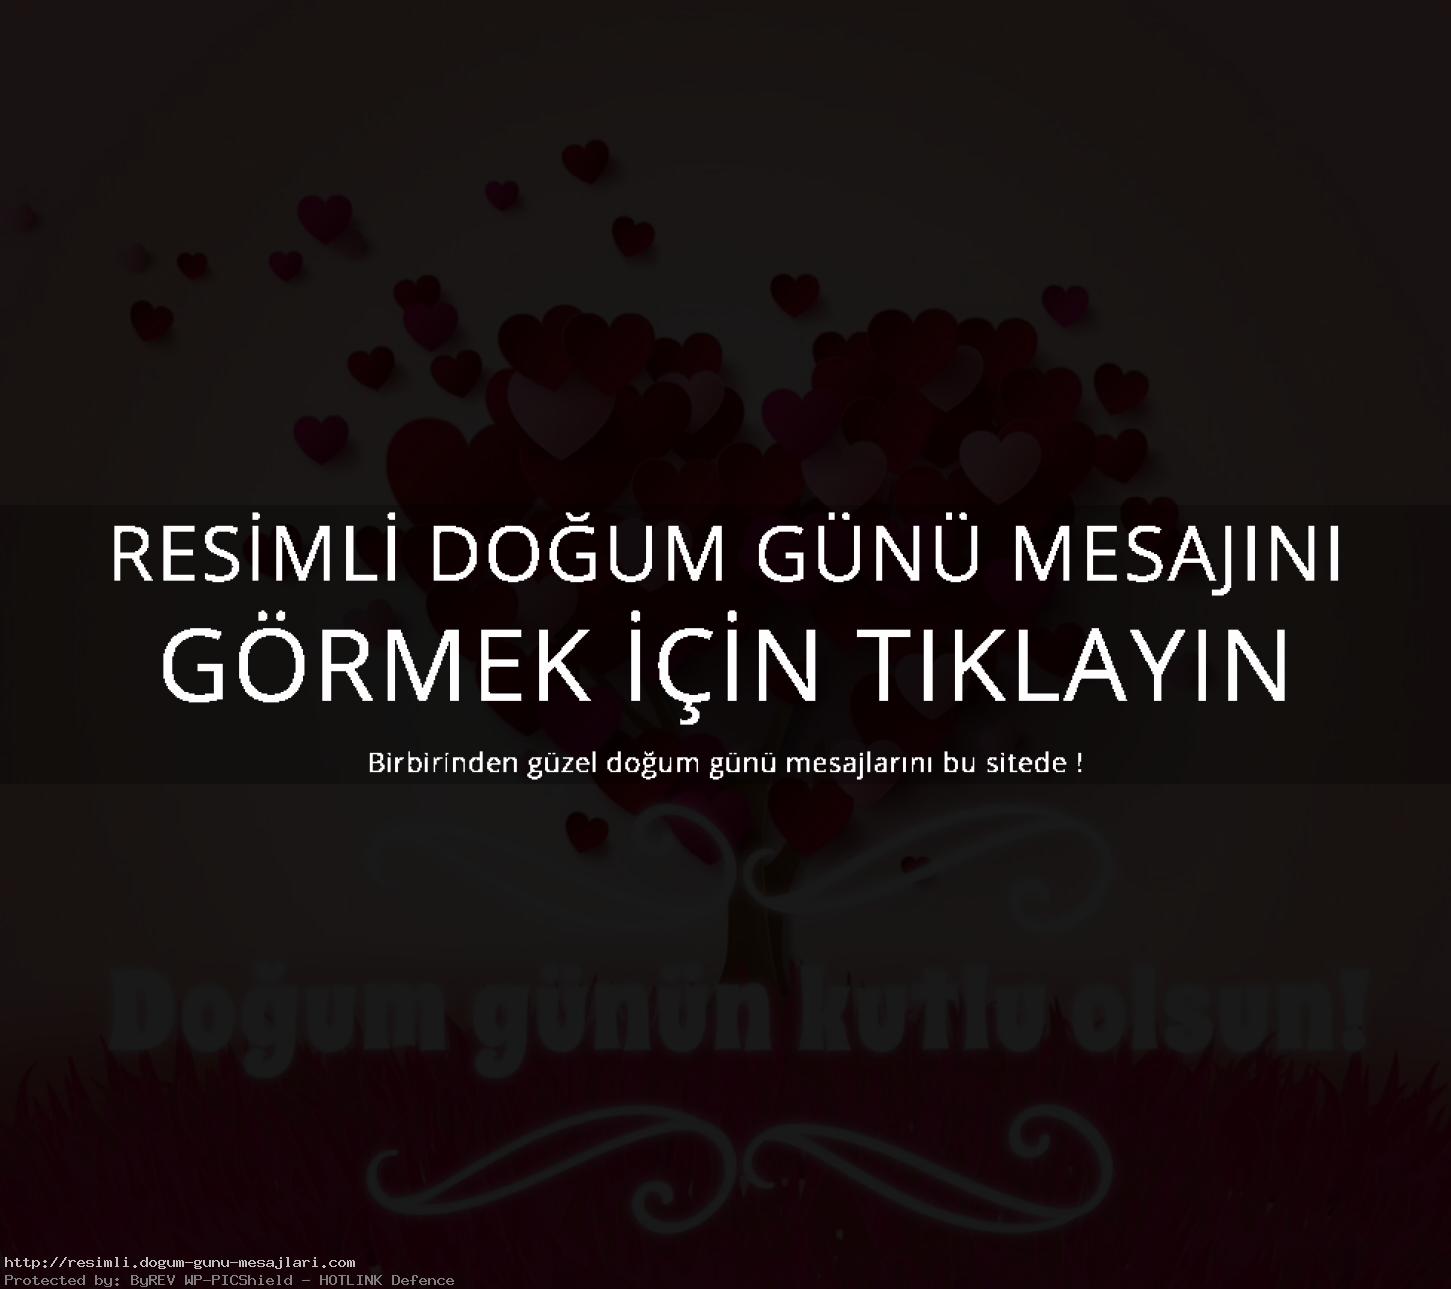 RESİMLİ DOĞUM GÜNÜ MESAJINI
GÖRMEK İÇİN TIKLAYIN
Birbirinden güzel doğum günü mesajlarını bu sitede !
Doğum günün kutlu olsun!
http://resimli.dogum-gunu-mesajlari.com
Protected by: ByREV WP-PICShield - HOTLINK Defence